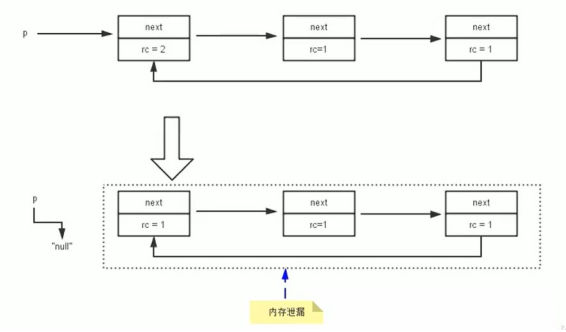 p
next
next
next
rc = 2
rc=1
rc = 1
p
next
next
next
rc = 1
rc=1
rc = 1
"null"
内存泄漏